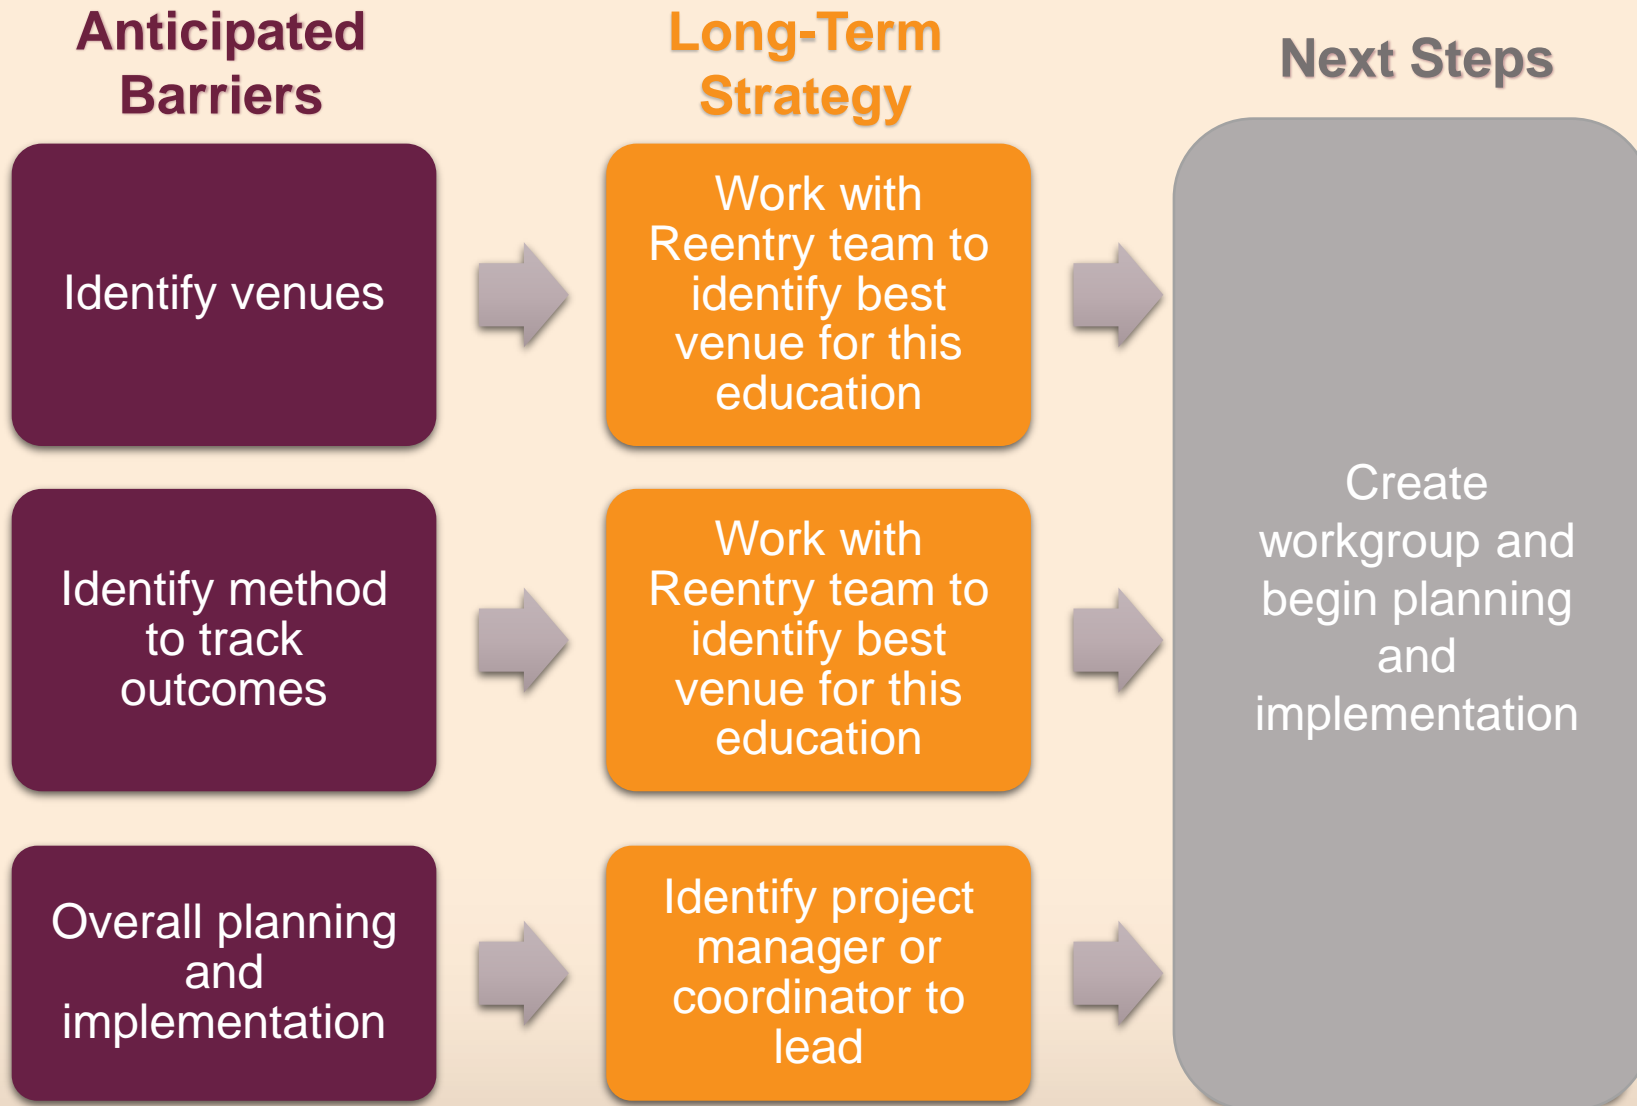 Anticipated
Barriers
Long-Term
Strategy
Next Steps
Identify venues
Work with
Reentry team to
identify best
venue for this
education
Identify method
to track
outcomes
Work with
Reentry team to
identify best
venue for this
education
Overall planning
and
implementation
Identify project
manager or
coordinator to
lead
Create
workgroup and
begin planning
and
implementation